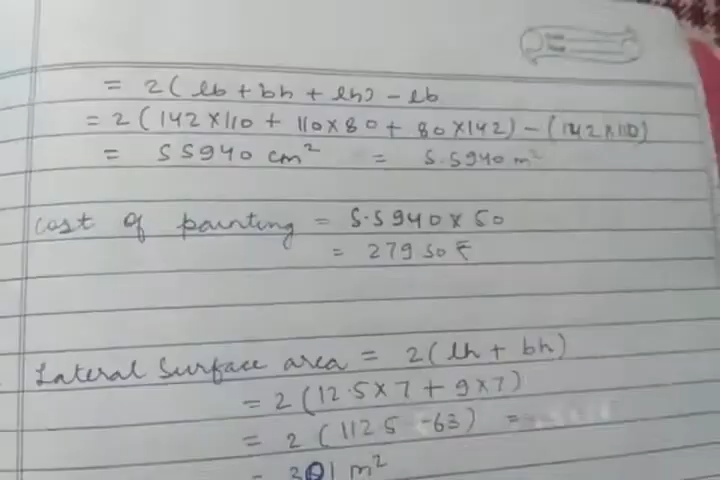 = 2(lb + bh + lh) - lb
= 2(142×110 + 110×80 + 80×142) - (142×110)
= 55940 cm² = 5.5940 m²
Cost of painting = 5.5940 × 50
= 279 50 ₹
Lateral Surface area = 2(lh + bh)
= 2(12.5×7 + 9×7)
= 2(112 5 -63) =
= 301 m²